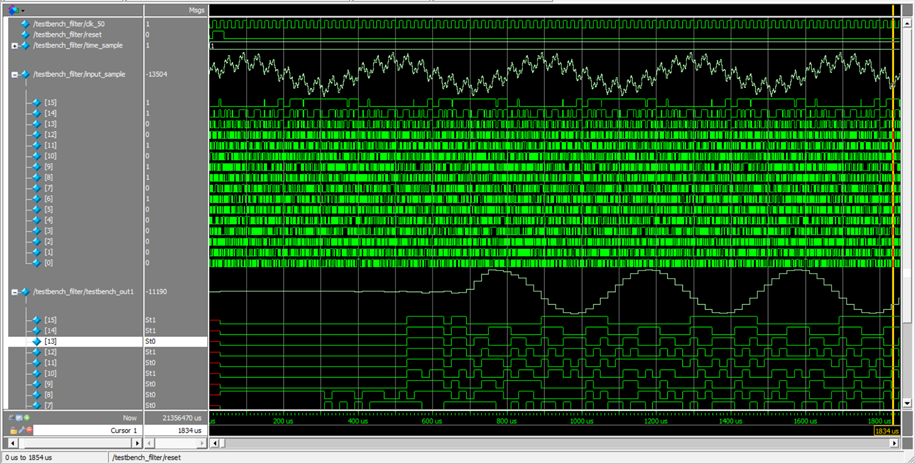 Msgs
/testbench_filter/clk_50 1
/testbench_filter/reset 0
/testbench_filter/time_sample 1 1
/testbench_filter/input_sample -13504
[15] 1
[14] 1
[13] 0
[12] 0
[11] 1
[10] 0
[9] 1
[8] 1
[7] 0
[6] 1
[5] 0
[4] 0
[3] 0
[2] 0
[1] 0
[0] 0
/testbench_filter/testbench_out1 -11190
[15] St1
[14] St1
[13] St0
[12] St1
[11] St0
[10] St1
[9] St0
[8] St0
[7] St0
Now 21356470 us 200 us 400 us 600 us 800 us 1000 us 1200 us 1400 us 1600 us 1800 us
Cursor 1 1834 us 1834 us
0 us to 1854 us /testbench_filter/reset